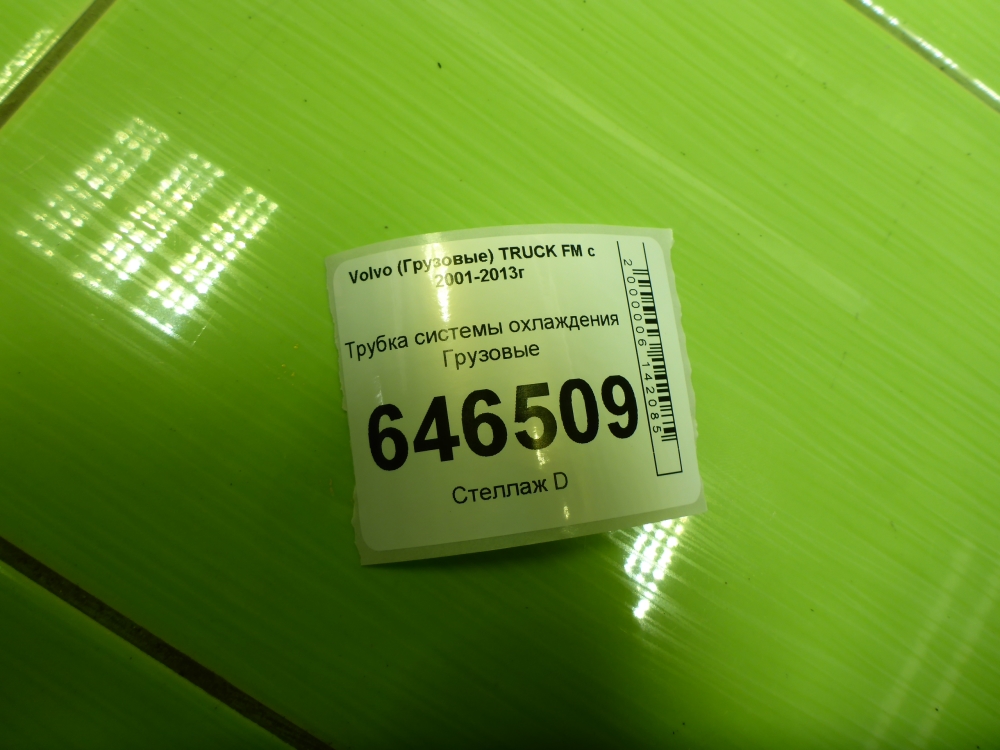 Volvo (Грузовые) TRUCK FM с
2001-2013г
Трубка системы охлаждения
Грузовые
646509
Стеллаж D
2000006142085